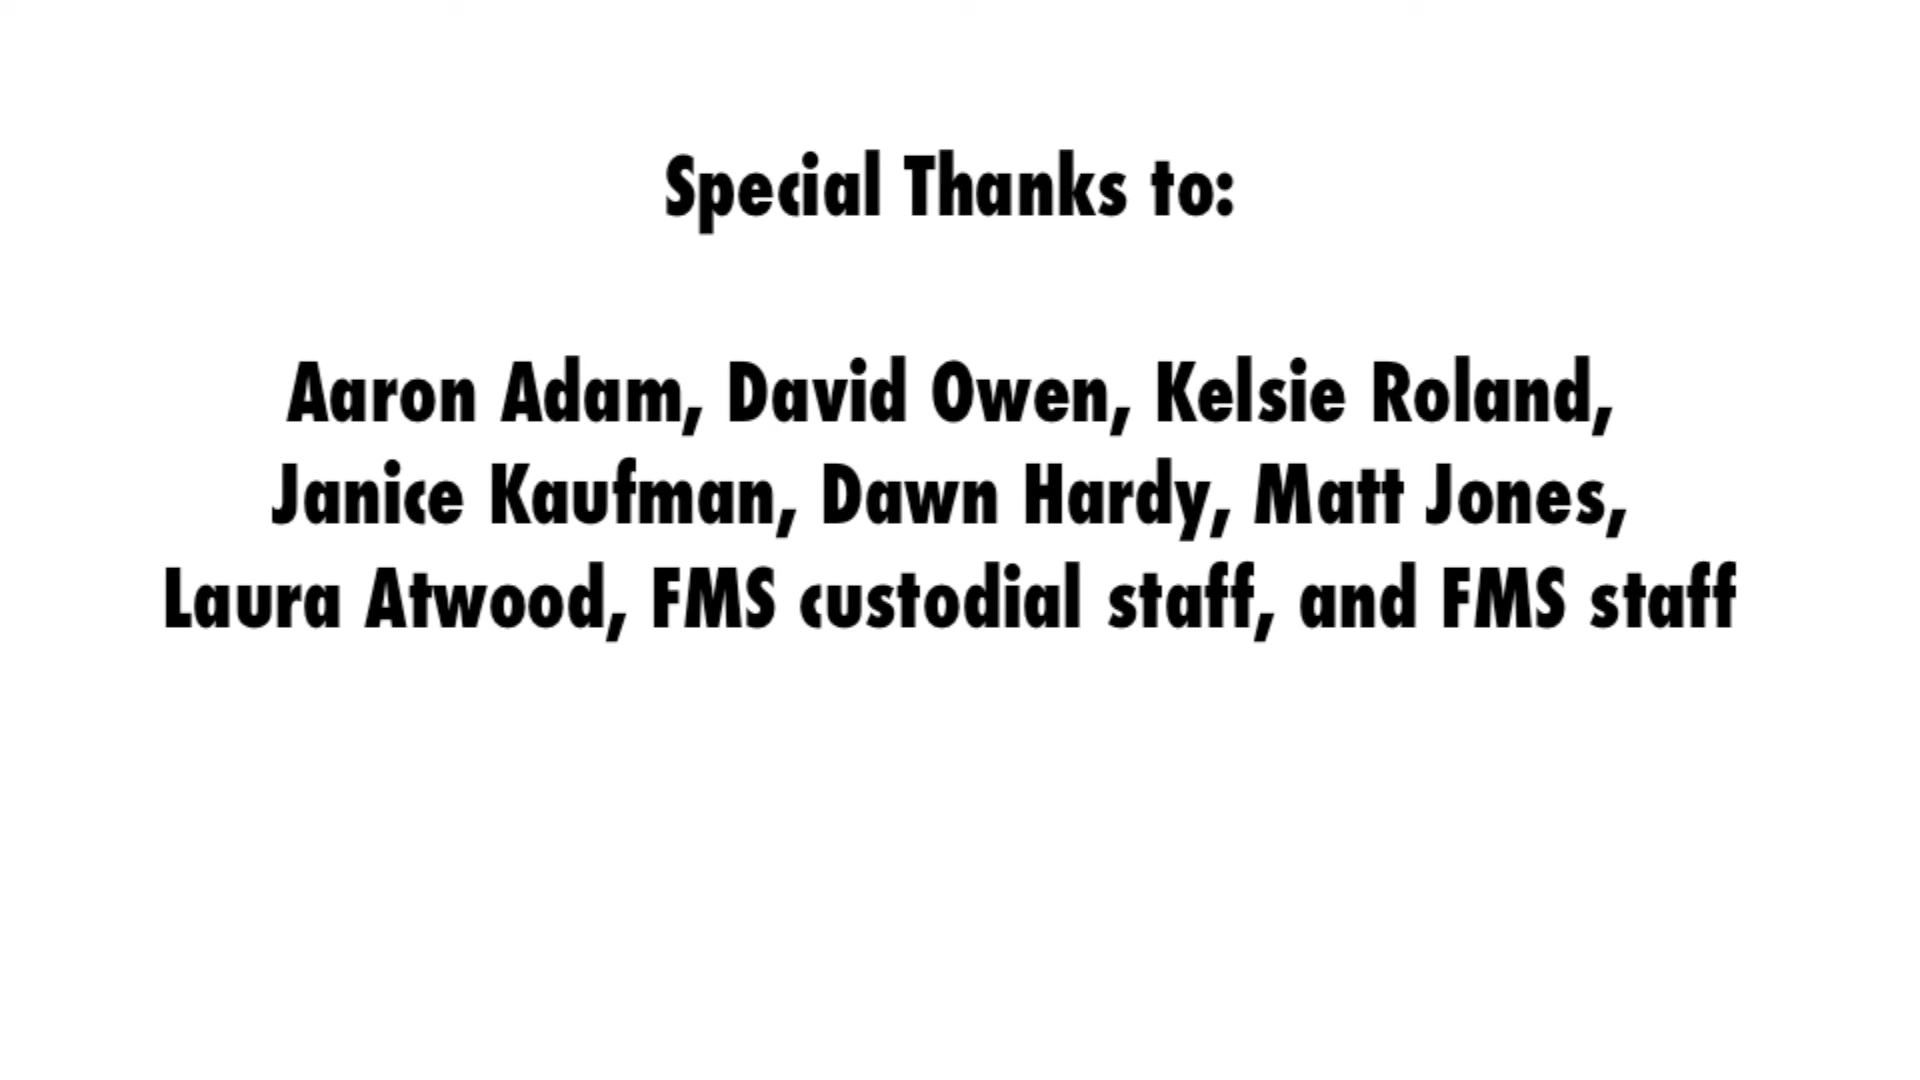 Special Thanks to:
Aaron Adam, David Owen, Kelsie Roland,
Janice Kaufman, Dawn Hardy, Matt Jones,
Laura Atwood, FMS custodial staff, and FMS staff